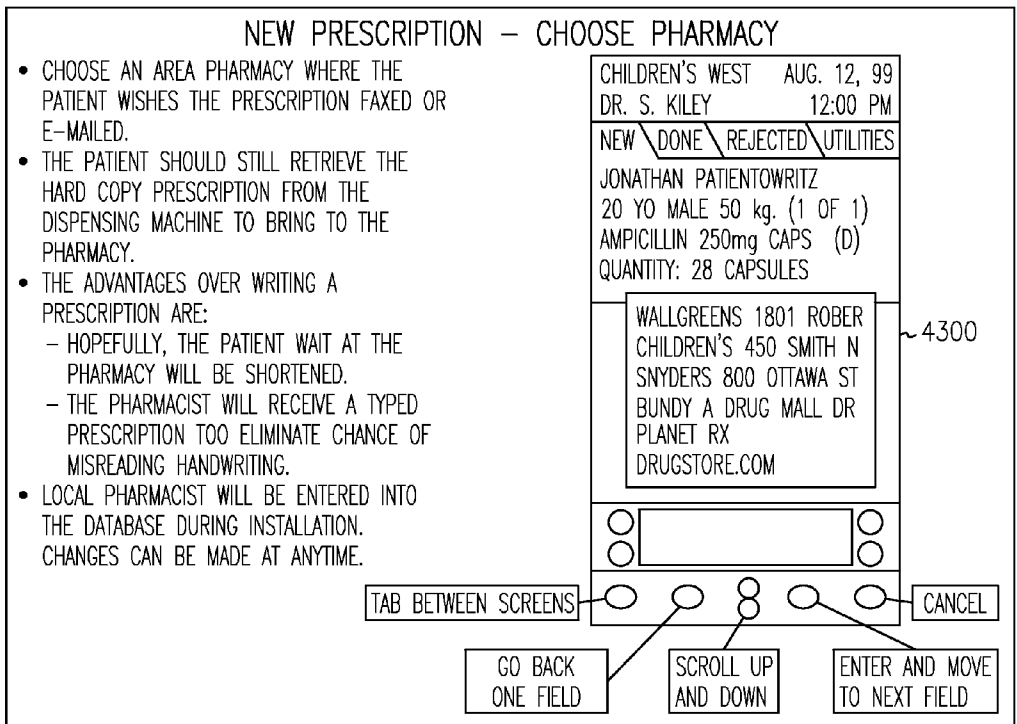 NEW PRESCRIPTION – CHOOSE PHARMACY
• CHOOSE AN AREA PHARMACY WHERE THE
PATIENT WISHES THE PRESCRIPTION FAXED OR
E-MAILED.
• THE PATIENT SHOULD STILL RETRIEVE THE
HARD COPY PRESCRIPTION FROM THE
DISPENSING MACHINE TO BRING TO THE
PHARMACY.
• THE ADVANTAGES OVER WRITING A
PRESCRIPTION ARE:
– HOPEFULLY, THE PATIENT WAIT AT THE
PHARMACY WILL BE SHORTENED.
– THE PHARMACIST WILL RECEIVE A TYPED
PRESCRIPTION TOO ELIMINATE CHANCE OF
MISREADING HANDWRITING.
• LOCAL PHARMACIST WILL BE ENTERED INTO
THE DATABASE DURING INSTALLATION.
CHANGES CAN BE MADE AT ANYTIME.
CHILDREN'S WEST AUG. 12, 99
DR. S. KILEY 12:00 PM
NEW DONE REJECTED UTILITIES
JONATHAN PATIENTOWRITZ
20 YO MALE 50 kg. (1 OF 1)
AMPICILLIN 250mg CAPS (D)
QUANTITY: 28 CAPSULES
WALLGREENS 1801 ROBER
CHILDREN'S 450 SMITH N
SNYDERS 800 OTTAWA ST
BUNDY A DRUG MALL DR
PLANET RX
DRUGSTORE.COM
4300
TAB BETWEEN SCREENS
CANCEL
GO BACK
ONE FIELD
SCROLL UP
AND DOWN
ENTER AND MOVE
TO NEXT FIELD